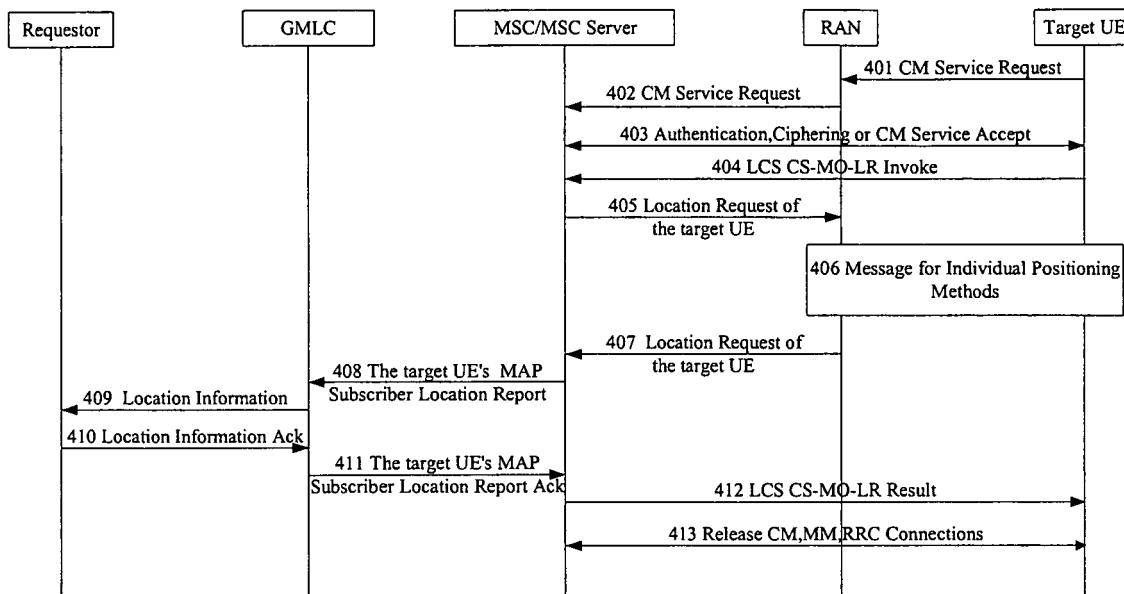 Requestor
GMLC
MSC/MSC Server
RAN
Target UE
401 CM Service Request
402 CM Service Request
403 Authentication,Ciphering or CM Service Accept
404 LCS CS-MO-LR Invoke
405 Location Request of
the target UE
406 Message for Individual Positioning
Methods
407 Location Request of
the target UE
408 The target UE's MAP
Subscriber Location Report
409 Location Information
410 Location Information Ack
411 The target UE's MAP
Subscriber Location Report Ack
412 LCS CS-MO-LR Result
413 Release CM,MM,RRC Connections